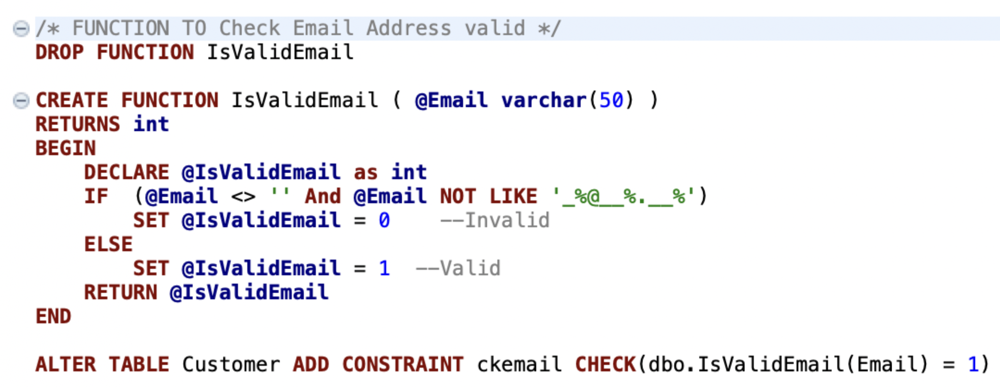 /* FUNCTION TO Check Email Address valid */
DROP FUNCTION IsValidEmail
CREATE FUNCTION IsValidEmail ( @Email varchar(50) )
RETURNS int
BEGIN
DECLARE @IsValidEmail as int
IF (@Email <> '' And @Email NOT LIKE '_%@__%.__%')
SET @IsValidEmail = 0 --Invalid
ELSE
SET @IsValidEmail = 1 --Valid
RETURN @IsValidEmail
END
ALTER TABLE Customer ADD CONSTRAINT ckemail CHECK(dbo.IsValidEmail(Email) = 1)